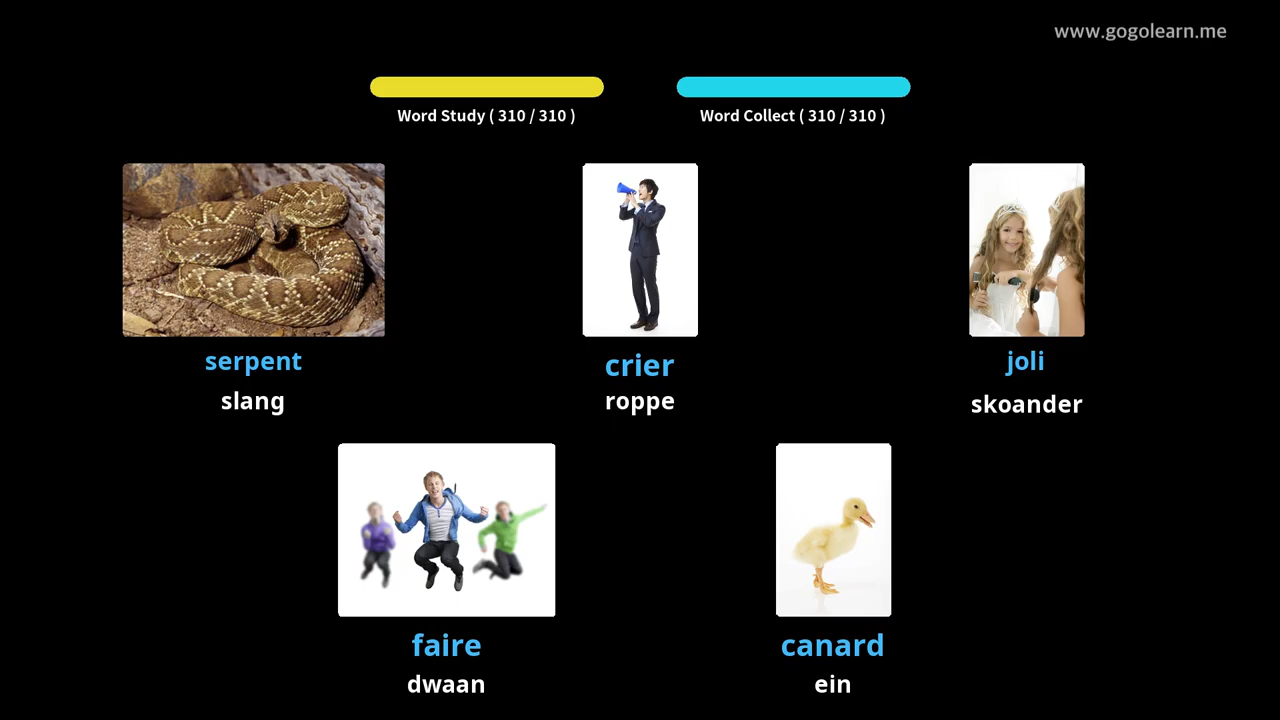 www.gogolearn.me
Word Study ( 310 / 310 )
Word Collect ( 310 / 310 )
serpent
slang
crier
roppe
joli
skoander
faire
dwaan
canard
ein